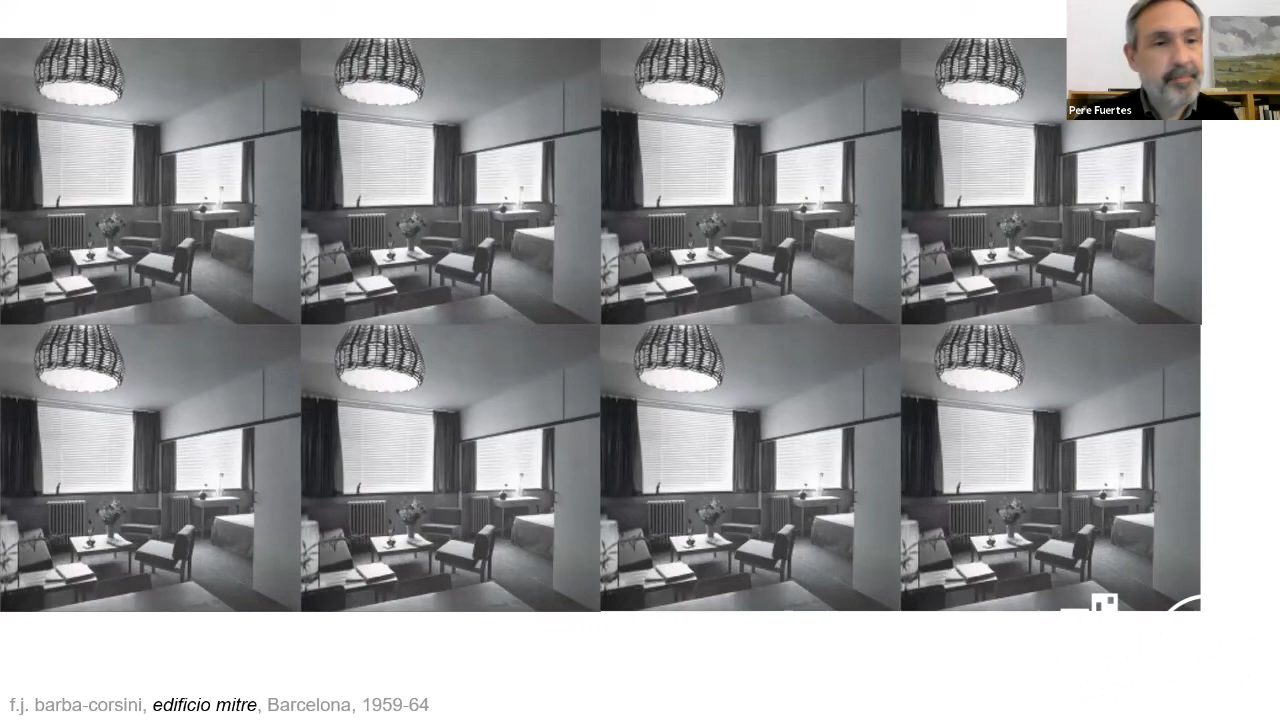 Pere Fuertes
f.j. barba-corsini, edificio mitre, Barcelona, 1959-64